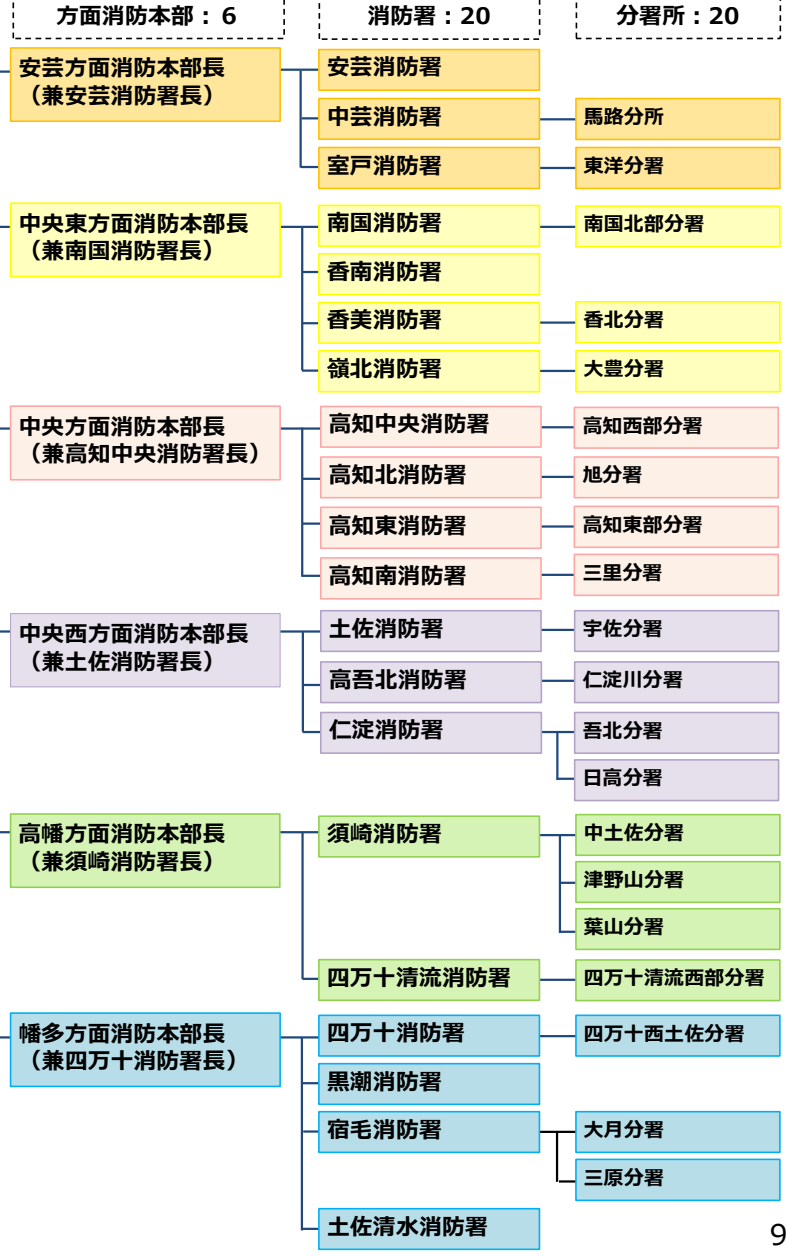 方面消防本部：6
消防署：20
分署所：20
安芸方面消防本部長
（兼安芸消防署長）
安芸消防署
中芸消防署
馬路分所
室戸消防署
東洋分署
中央東方面消防本部長
（兼南国消防署長）
南国消防署
南国北部分署
香南消防署
香美消防署
香北分署
嶺北消防署
大豊分署
中央方面消防本部長
（兼高知中央消防署長）
高知中央消防署
高知西部分署
高知北消防署
旭分署
高知東消防署
高知東部分署
高知南消防署
三里分署
中央西方面消防本部長
（兼土佐消防署長）
土佐消防署
宇佐分署
高吾北消防署
仁淀川分署
仁淀消防署
吾北分署
日高分署
高幡方面消防本部長
（兼須崎消防署長）
須崎消防署
中土佐分署
津野山分署
葉山分署
四万十清流消防署
四万十清流西部分署
幡多方面消防本部長
（兼四万十消防署長）
四万十消防署
四万十西土佐分署
黒潮消防署
宿毛消防署
大月分署
三原分署
土佐清水消防署
9